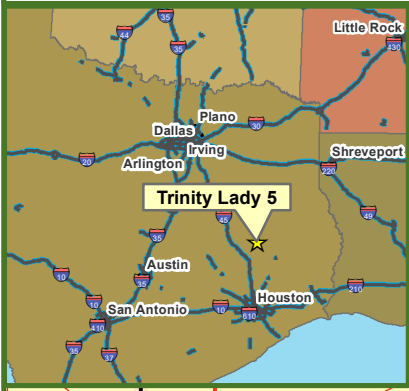 35
44
35
Little Rock
430
Plano
30
Dallas
Irving
20
Arlington
Shreveport
220
Trinity Lady 5
45
49
35
Austin
10
35
210
10
Houston
San Antonio
10
610
410
35
37